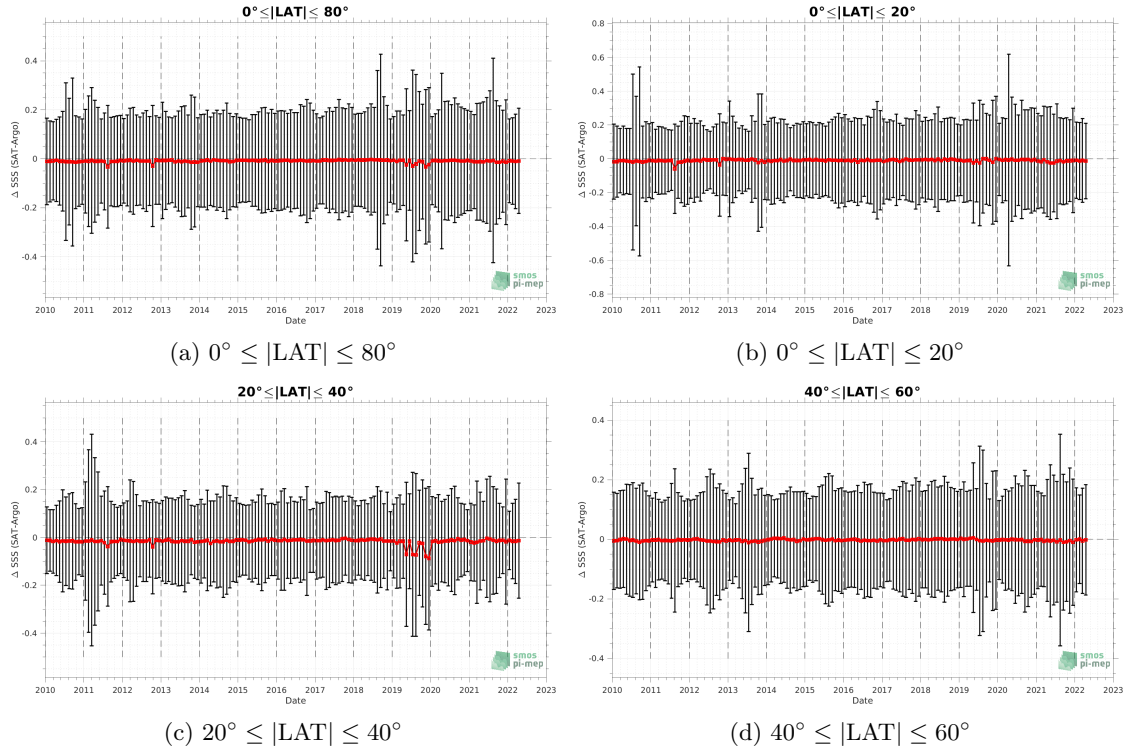 0°≤|LAT|≤ 80°
0.4
0.2
0
-0.2
-0.4
Δ SSS (SAT-Argo)
2010 2011 2012 2013 2014 2015 2016 2017 2018 2019 2020 2021 2022 2023
Date
smos
pi-mep
(a) 0° ≤ |LAT| ≤ 80°
0°≤|LAT|≤ 20°
0.8
0.6
0.4
0.2
0
-0.2
-0.4
-0.6
-0.8
Δ SSS (SAT-Argo)
2010 2011 2012 2013 2014 2015 2016 2017 2018 2019 2020 2021 2022 2023
Date
smos
pi-mep
(b) 0° ≤ |LAT| ≤ 20°
20°≤|LAT|≤ 40°
0.4
0.2
0
-0.2
-0.4
Δ SSS (SAT-Argo)
2010 2011 2012 2013 2014 2015 2016 2017 2018 2019 2020 2021 2022 2023
Date
smos
pi-mep
(c) 20° ≤ |LAT| ≤ 40°
40°≤|LAT|≤ 60°
0.4
0.2
0
-0.2
-0.4
Δ SSS (SAT-Argo)
2010 2011 2012 2013 2014 2015 2016 2017 2018 2019 2020 2021 2022 2023
Date
smos
pi-mep
(d) 40° ≤ |LAT| ≤ 60°